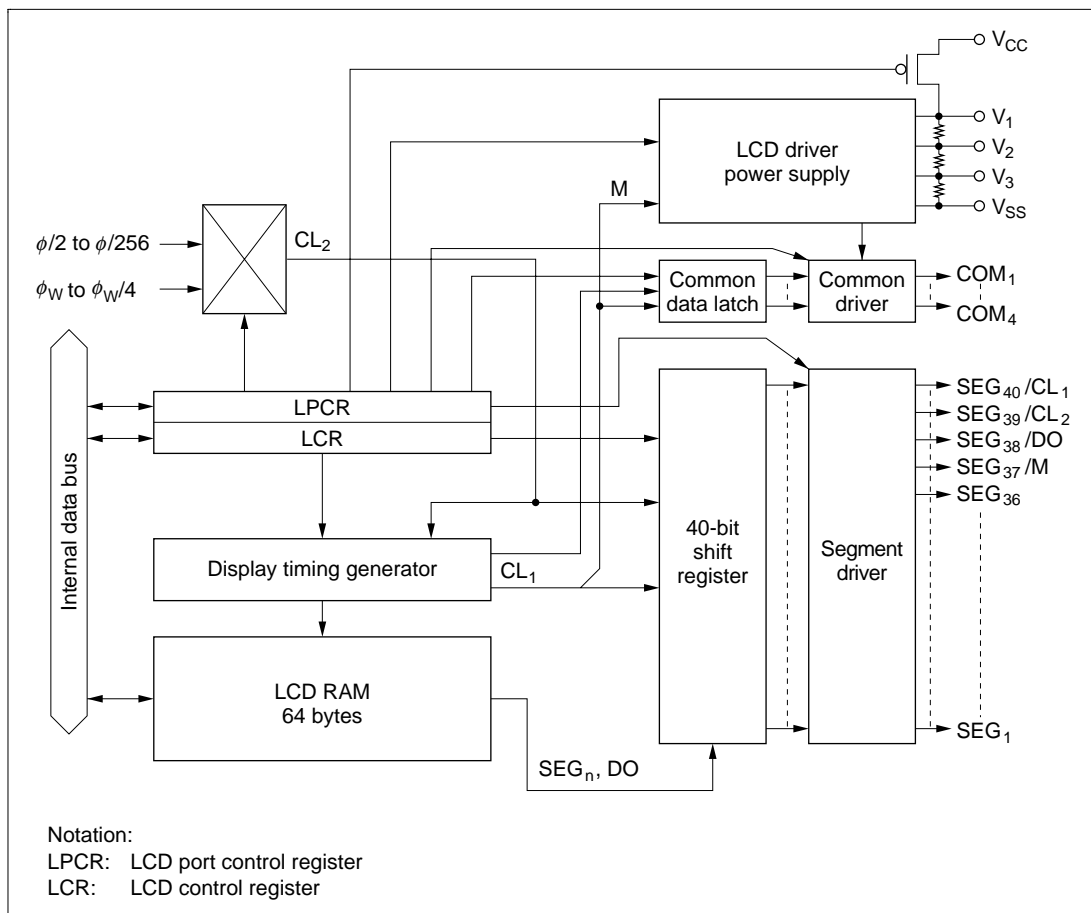 V_CC
V_1
V_2
V_3
V_SS
LCD driver
power supply
M
ϕ/2 to ϕ/256
CL_2
ϕ_W to ϕ_W/4
Common
data latch
Common
driver
COM_1
COM_4
LPCR
LCR
Internal data bus
Display timing generator
CL_1
LCD RAM
64 bytes
SEG_n, DO
40-bit
shift
register
Segment
driver
SEG_40/CL_1
SEG_39/CL_2
SEG_38/DO
SEG_37/M
SEG_36
SEG_1
Notation:
LPCR: LCD port control register
LCR: LCD control register